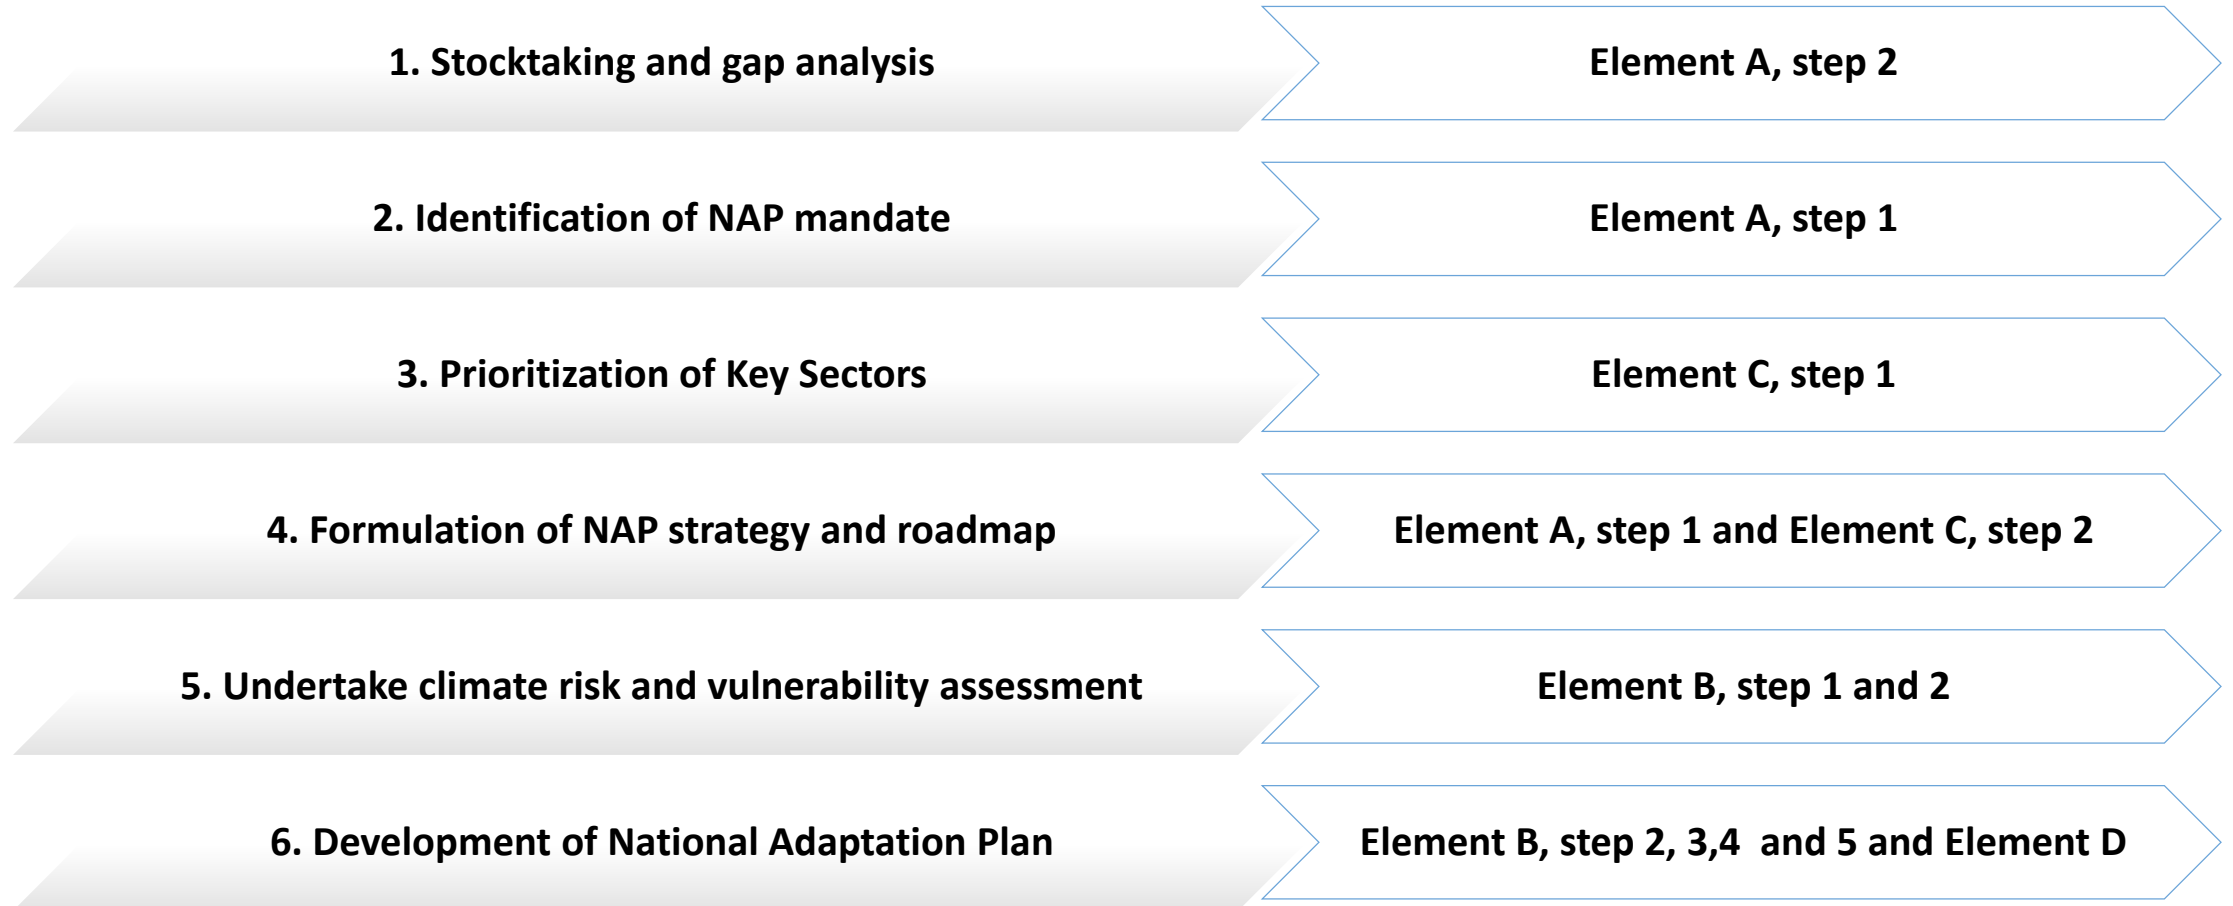 1. Stocktaking and gap analysis
Element A, step 2
2. Identification of NAP mandate
Element A, step 1
3. Prioritization of Key Sectors
Element C, step 1
4. Formulation of NAP strategy and roadmap
Element A, step 1 and Element C, step 2
5. Undertake climate risk and vulnerability assessment
Element B, step 1 and 2
6. Development of National Adaptation Plan
Element B, step 2, 3,4  and 5 and Element D